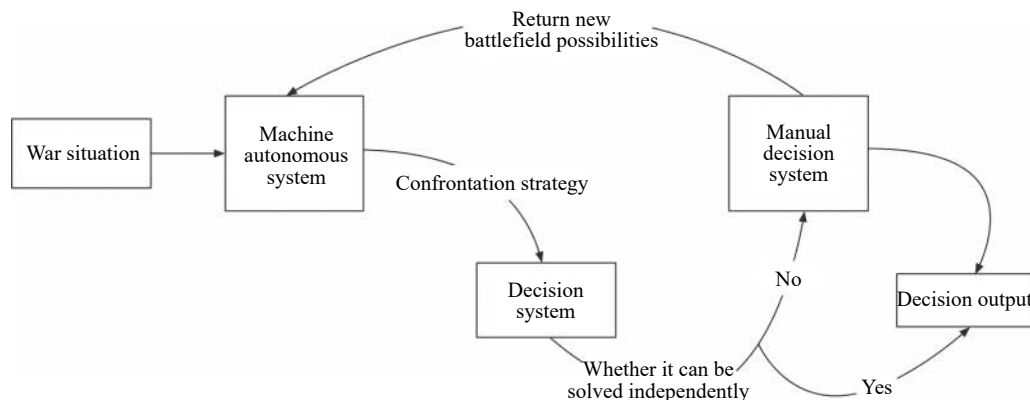 Return new
battlefield possibilities
War situation
Machine
autonomous
system
Manual
decision
system
Confrontation strategy
Decision
system
No
Decision output
Whether it can be
solved independently
Yes